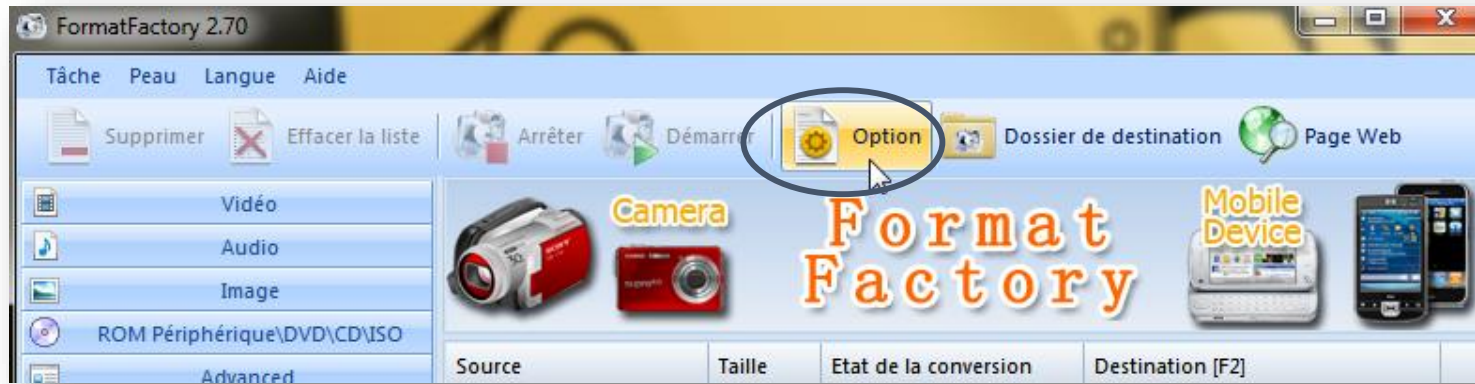 FormatFactory 2.70
Tâche Peau Langue Aide
Supprimer Effacer la liste Arrêter Démarrer Option Dossier de destination Page Web
Vidéo
Audio
Image
ROM Périphérique\DVD\CD\ISO
Advanced
Camera
Format
Factory
Mobile
Device
Source Taille Etat de la conversion Destination [F2]